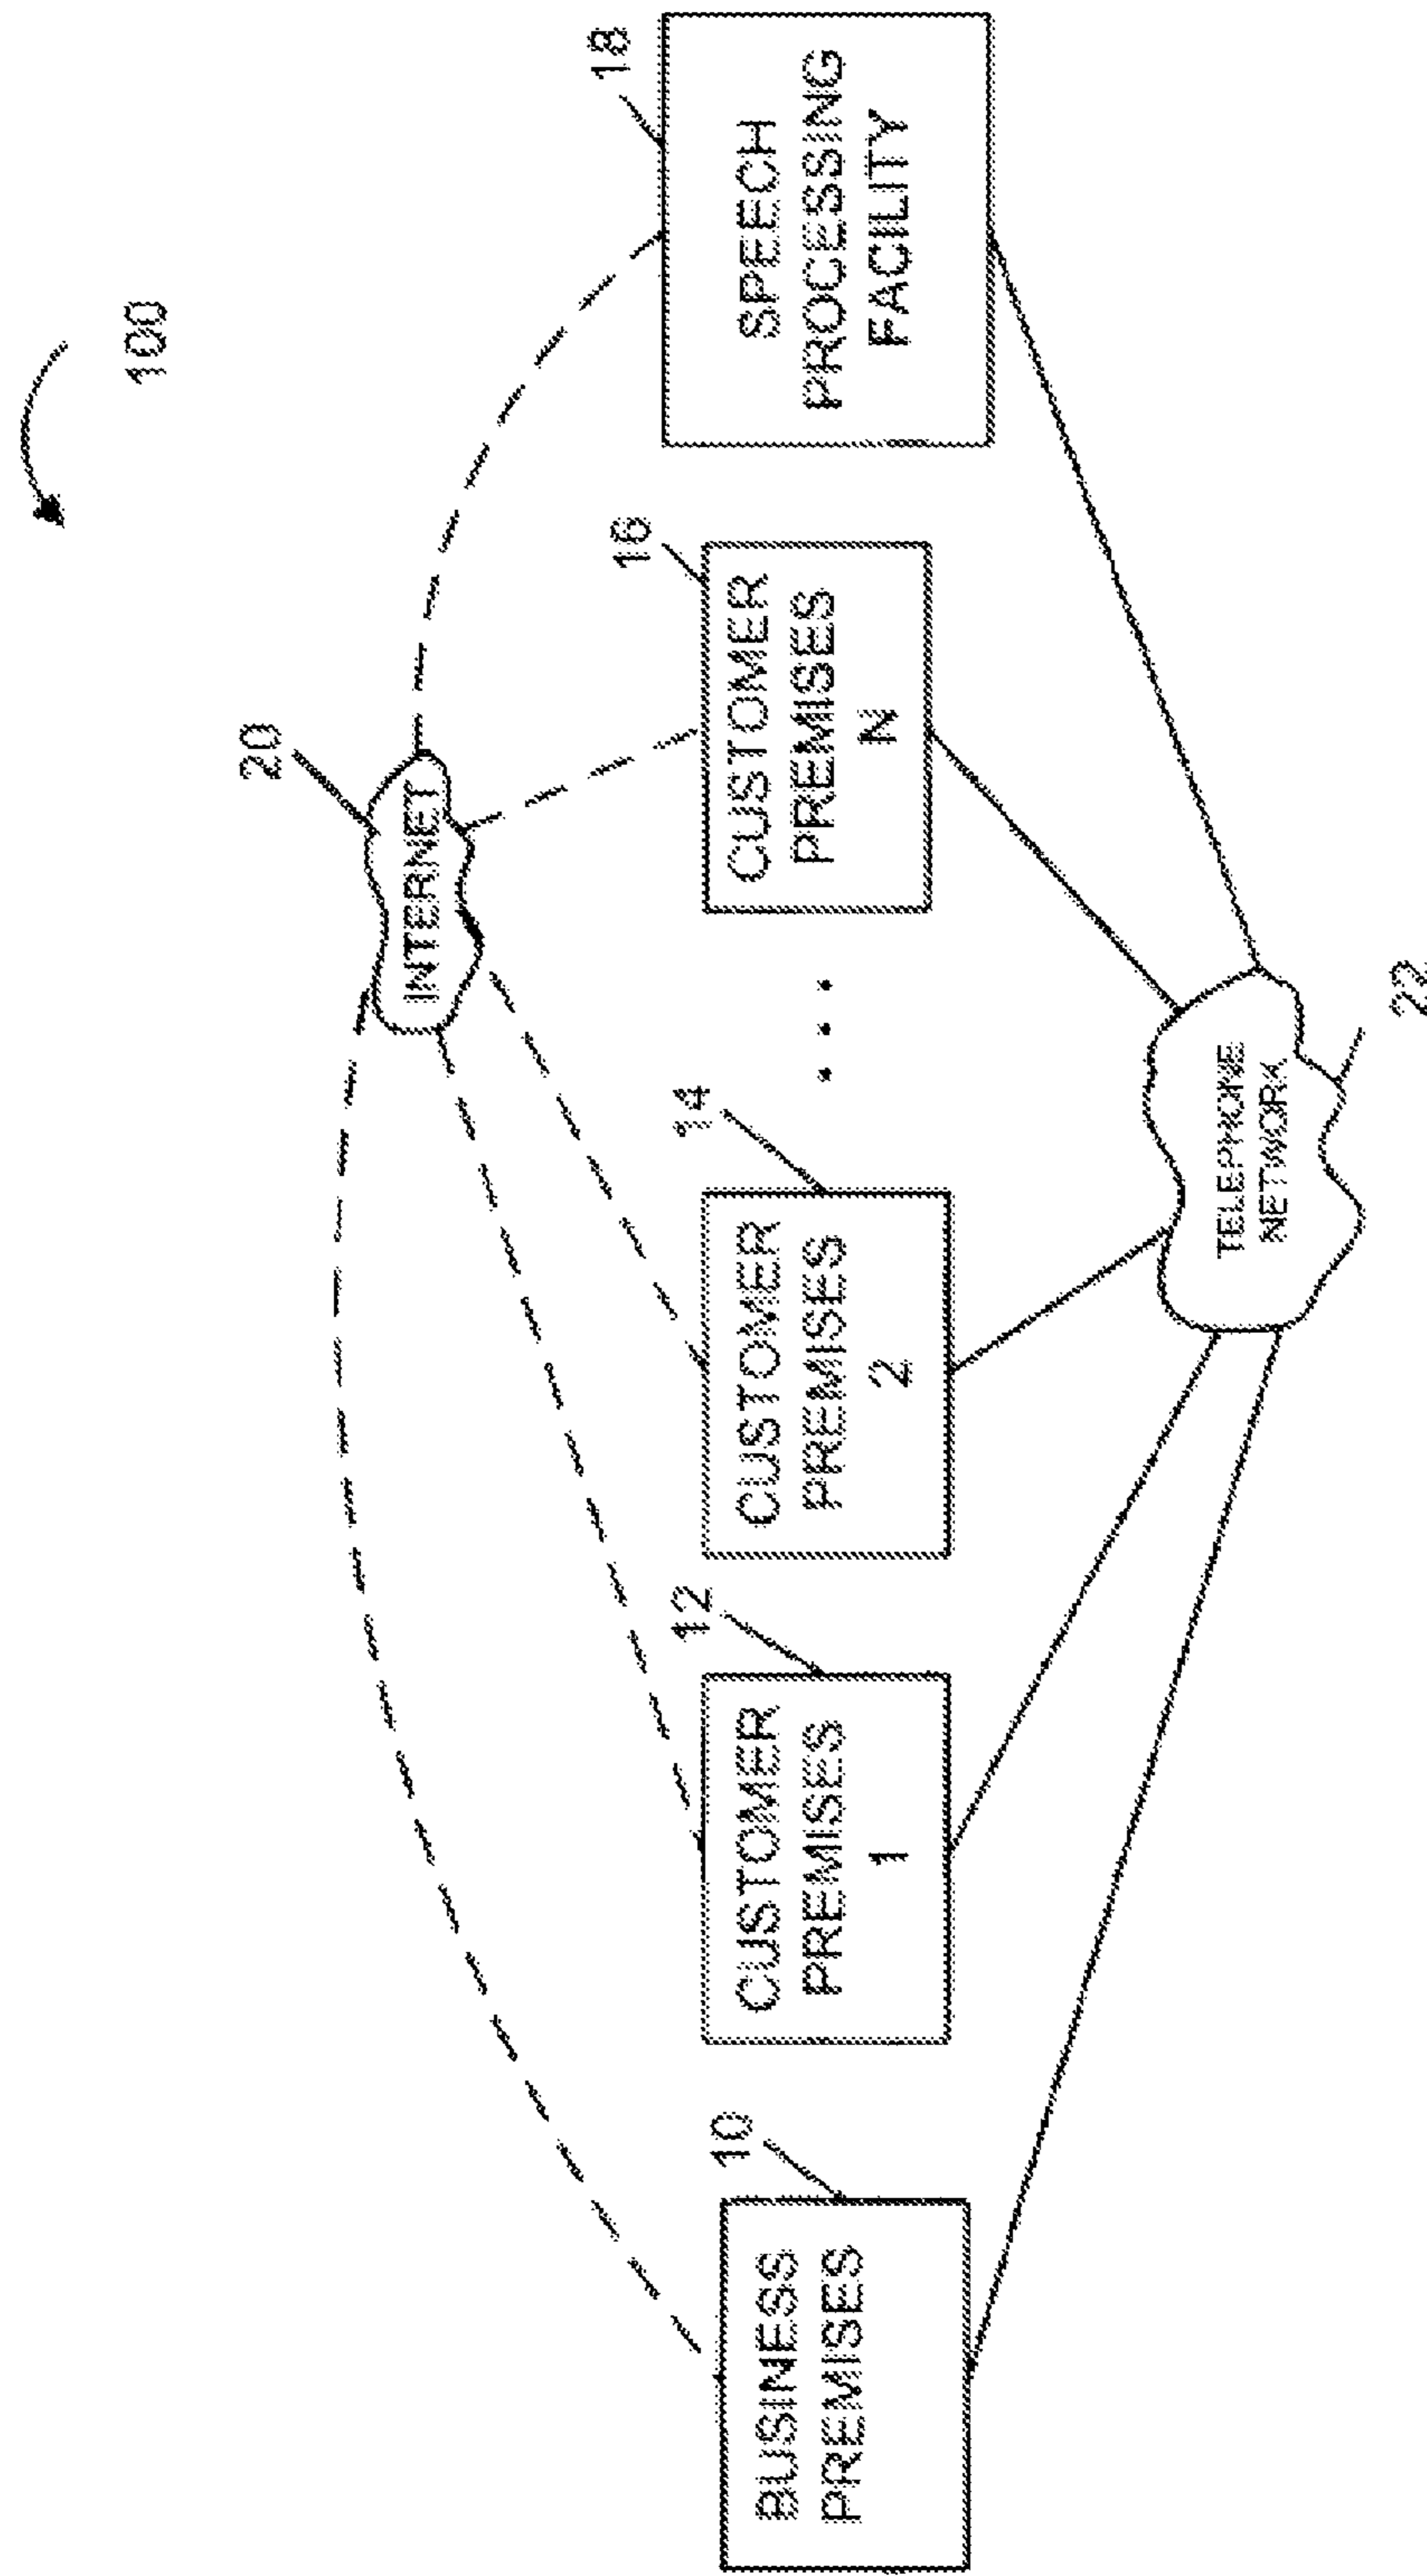 100
20
INTERNET
10
BUSINESS
PREMISES
12
CUSTOMER
PREMISES
1
14
CUSTOMER
PREMISES
2
. . .
16
CUSTOMER
PREMISES
N
18
SPEECH
PROCESSING
FACILITY
TELEPHONE
NETWORK
22